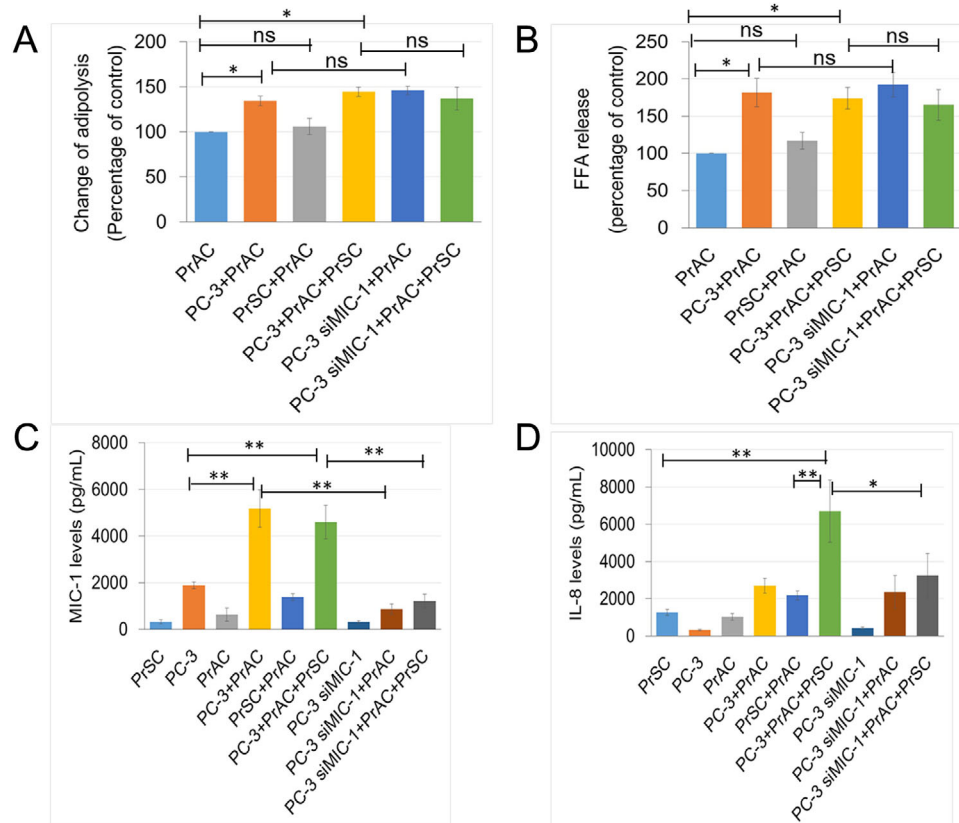 A
Change of adipolysis
(Percentage of control)
200
150
100
50
0
*
ns
ns
*
ns
PrAC
PC-3+PrAC
PrSC+PrAC
PC-3+PrAC+PrSC
PC-3 siMIC-1+PrAC
PC-3 siMIC-1+PrAC+PrSC
B
FFA release
(percentage of control)
250
200
150
100
50
0
*
ns
ns
*
ns
PrAC
PC-3+PrAC
PrSC+PrAC
PC-3+PrAC+PrSC
PC-3 siMIC-1+PrAC
PC-3 siMIC-1+PrAC+PrSC
C
MIC-1 levels (pg/mL)
8000
6000
4000
2000
0
**
**
**
**
PrSC
PC-3
PrAC
PC-3+PrAC
PrSC+PrAC
PC-3+PrAC+PrSC
PC-3 siMIC-1
PC-3 siMIC-1+PrAC
PC-3 siMIC-1+PrAC+PrSC
D
IL-8 levels (pg/mL)
10000
8000
6000
4000
2000
0
**
**
*
PrSC
PC-3
PrAC
PC-3+PrAC
PrSC+PrAC
PC-3+PrAC+PrSC
PC-3 siMIC-1
PC-3 siMIC-1+PrAC
PC-3 siMIC-1+PrAC+PrSC